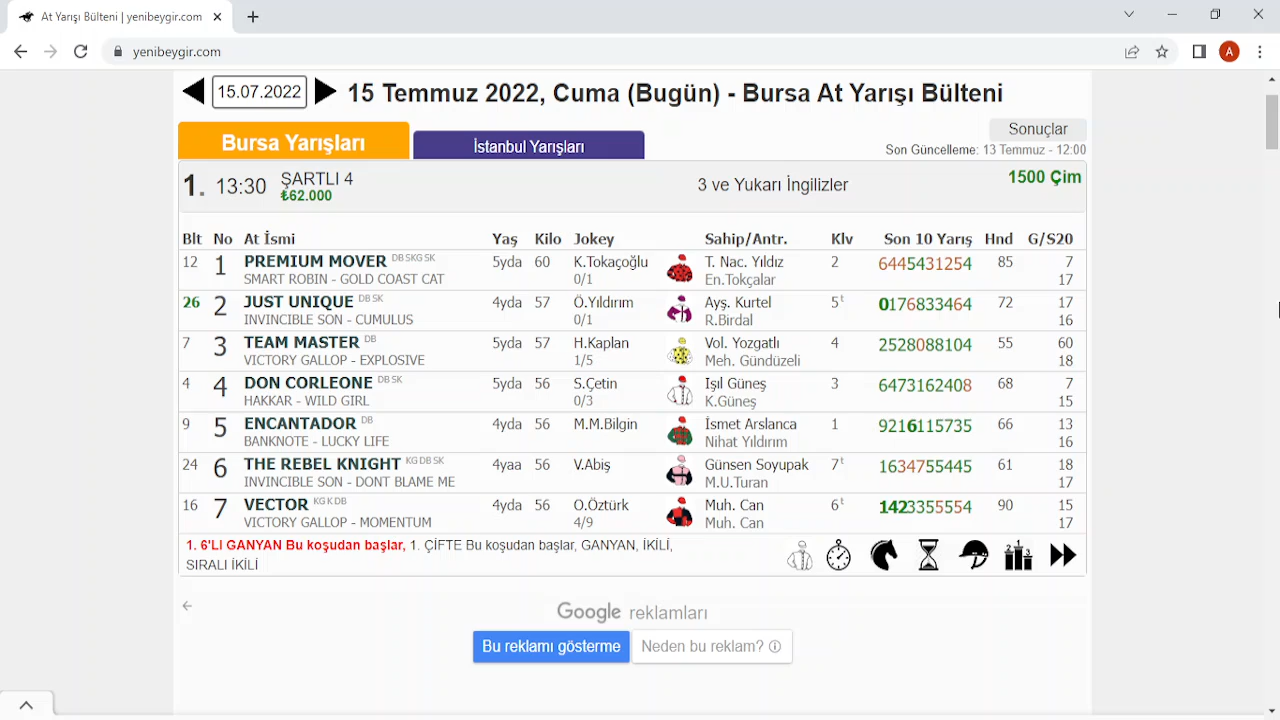 At Yarışı Bülteni | yenibeygir.com
yenibeygir.com
A
15.07.2022
15 Temmuz 2022, Cuma (Bugün) - Bursa At Yarışı Bülteni
Bursa Yarışları
İstanbul Yarışları
Sonuçlar
Son Güncelleme: 13 Temmuz - 12:00
1. 13:30 ŞARTLI 4 3 ve Yukarı İngilizler 1500 Çim
₺62.000
Blt No At İsmi Yaş Kilo Jokey Sahip/Antr. Klv Son 10 Yarış Hnd G/S20
12 1 PREMIUM MOVER DB SKG SK 5yda 60 K.Tokaçoğlu T. Nac. Yıldız 2 6445431254 85 7
SMART ROBIN - GOLD COAST CAT 0/1 En.Tokçalar 17
26 2 JUST UNIQUE DB SK 4yda 57 Ö.Yıldırım Ayş. Kurtel 5t 0176833464 72 17
INVINCIBLE SON - CUMULUS 0/1 R.Birdal 16
7 3 TEAM MASTER DB 5yda 57 H.Kaplan Vol. Yozgatlı 4 2528088104 55 60
VICTORY GALLOP - EXPLOSIVE 1/5 Meh. Gündüzeli 18
4 4 DON CORLEONE DB SK 5yda 56 S.Çetin Işıl Güneş 3 6473162408 68 7
HAKKAR - WILD GIRL 0/3 K.Güneş 15
9 5 ENCANTADOR DB 4yda 56 M.M.Bilgin İsmet Arslanca 1 9216115735 66 13
BANKNOTE - LUCKY LIFE Nihat Yıldırım 16
24 6 THE REBEL KNIGHT KG DB SK 4yaa 56 V.Abiş Günsen Soyupak 7t 1634755445 61 18
INVINCIBLE SON - DONT BLAME ME M.U.Turan 17
16 7 VECTOR KG K DB 4yda 56 O.Öztürk Muh. Can 6t 1423355554 90 15
VICTORY GALLOP - MOMENTUM 4/9 Muh. Can 17
1. 6'LI GANYAN Bu koşudan başlar, 1. ÇİFTE Bu koşudan başlar, GANYAN, İKİLİ,
SIRALI İKİLİ
2 1 3
Google reklamları
Bu reklamı gösterme
Neden bu reklam?